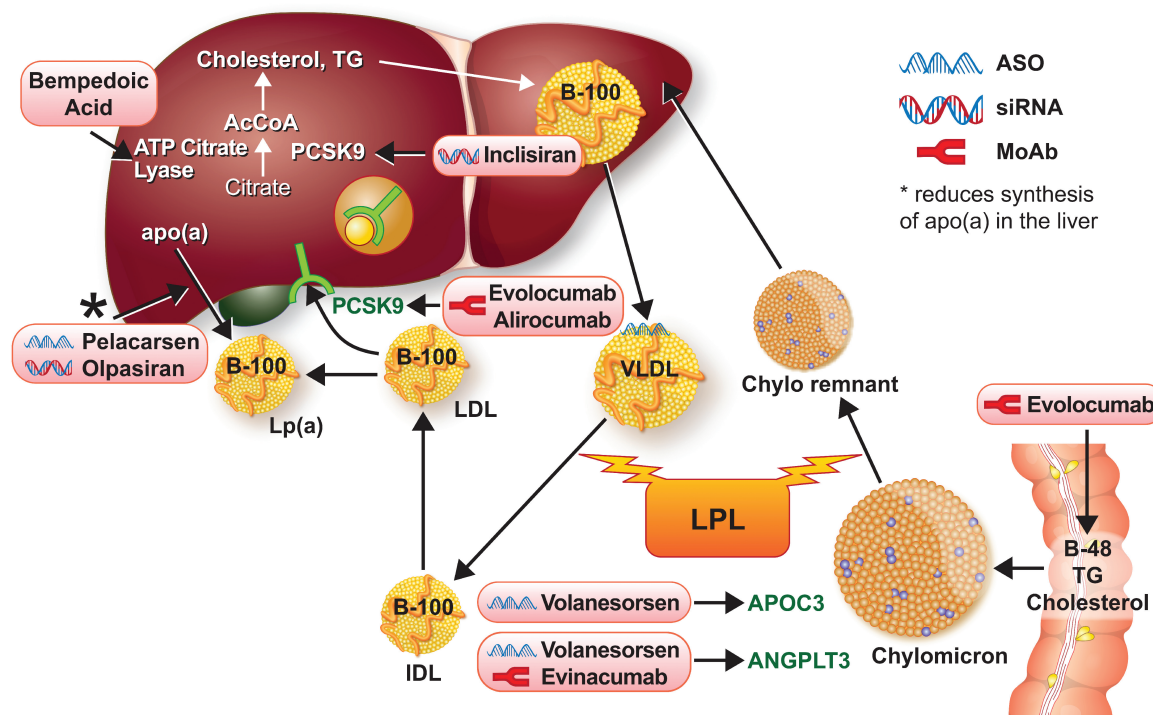 Cholesterol, TG
B-100
Bempedoic
Acid
AcCoA
ATP Citrate
Lyase
PCSK9
Inclisiran
Citrate
apo(a)
*
Pelacarsen
Olpasiran
PCSK9
Evolocumab
Alirocumab
B-100
Lp(a)
B-100
LDL
VLDL
ASO
siRNA
MoAb
* reduces synthesis
of apo(a) in the liver
Chylo remnant
Evolocumab
LPL
B-48
TG
Cholesterol
Chylomicron
B-100
IDL
Volanesorsen
APOC3
Volanesorsen
Evinacumab
ANGPLT3